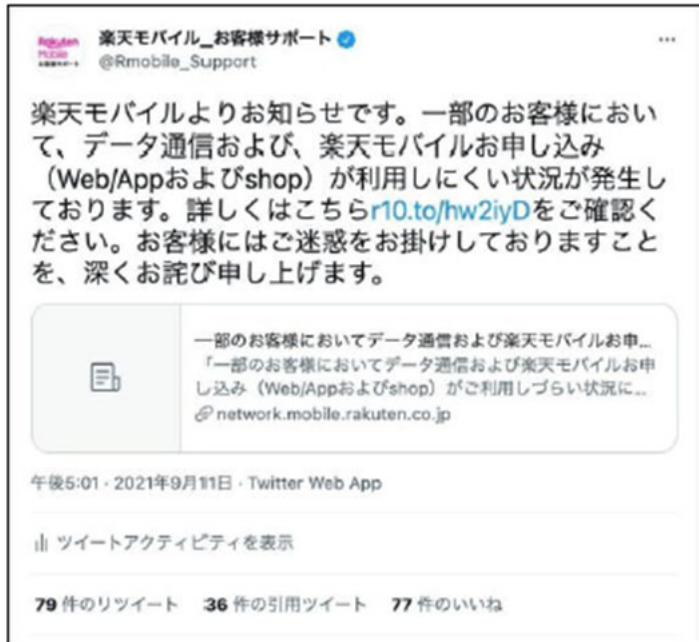 Rakuten
Mobile
お客様サポート
楽天モバイル_お客様サポート
@Rmobile_Support
楽天モバイルよりお知らせです。一部のお客様におい
て、データ通信および、楽天モバイルお申し込み
（Web/Appおよびshop）が利用しにくい状況が発生し
ております。詳しくはこちらr10.to/hw2iyDをご確認く
ださい。お客様にはご迷惑をお掛けしておりますこと
を、深くお詫び申し上げます。
一部のお客様においてデータ通信および楽天モバイルお申...
「一部のお客様においてデータ通信および楽天モバイルお申
し込み（Web/Appおよびshop）がご利用しづらい状況に...
network.mobile.rakuten.co.jp
午後5:01 · 2021年9月11日 · Twitter Web App
ツイートアクティビティを表示
79 件のリツイート 36 件の引用ツイート 77 件のいいね